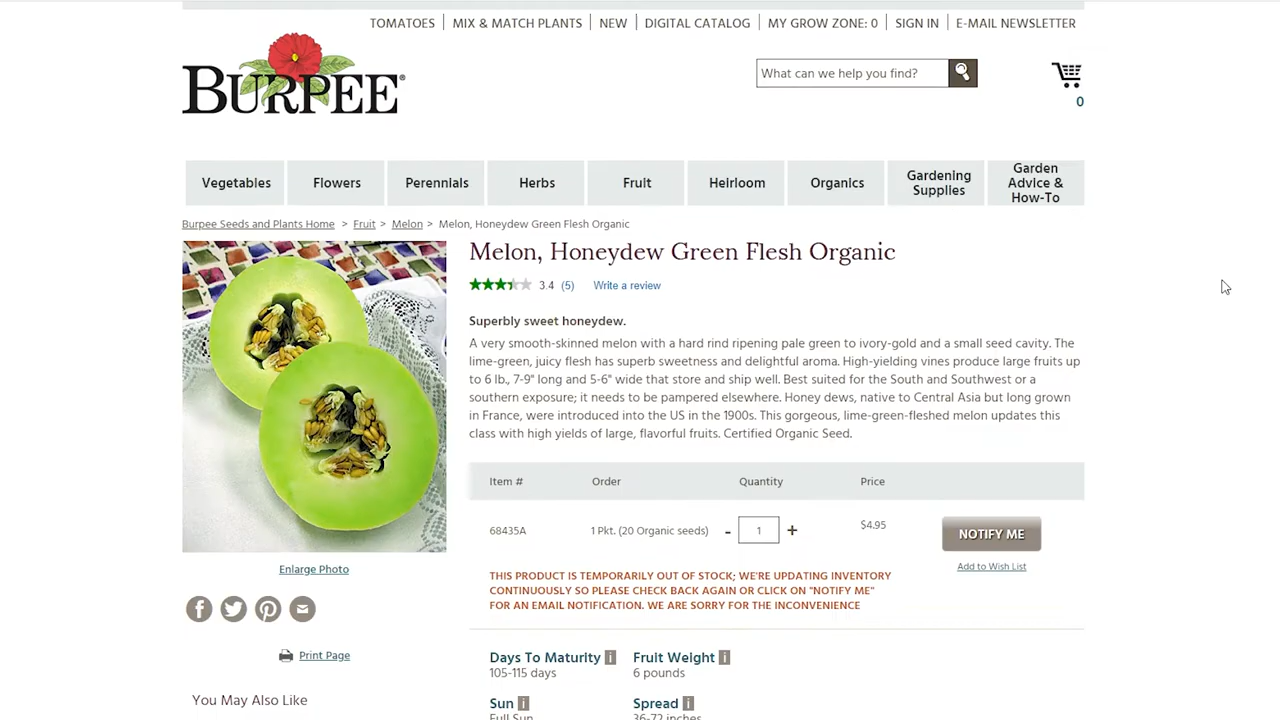 TOMATOES
MIX & MATCH PLANTS
NEW
DIGITAL CATALOG
MY GROW ZONE: 0
SIGN IN
E-MAIL NEWSLETTER
BURPEE®
What can we help you find?
0
Vegetables
Flowers
Perennials
Herbs
Fruit
Heirloom
Organics
Gardening
Supplies
Garden
Advice &
How-To
Burpee Seeds and Plants Home > Fruit > Melon > Melon, Honeydew Green Flesh Organic
Melon, Honeydew Green Flesh Organic
3.4 (5) Write a review
Superbly sweet honeydew.
A very smooth-skinned melon with a hard rind ripening pale green to ivory-gold and a small seed cavity. The
lime-green, juicy flesh has superb sweetness and delightful aroma. High-yielding vines produce large fruits up
to 6 lb., 7-9" long and 5-6" wide that store and ship well. Best suited for the South and Southwest or a
southern exposure; it needs to be pampered elsewhere. Honey dews, native to Central Asia but long grown
in France, were introduced into the US in the 1900s. This gorgeous, lime-green-fleshed melon updates this
class with high yields of large, flavorful fruits. Certified Organic Seed.
Item # Order Quantity Price
68435A 1 Pkt. (20 Organic seeds) - 1 + $4.95
NOTIFY ME
Add to Wish List
THIS PRODUCT IS TEMPORARILY OUT OF STOCK; WE'RE UPDATING INVENTORY
CONTINUOUSLY SO PLEASE CHECK BACK AGAIN OR CLICK ON "NOTIFY ME"
FOR AN EMAIL NOTIFICATION. WE ARE SORRY FOR THE INCONVENIENCE
Enlarge Photo
Print Page
You May Also Like
Days To Maturity i
105-115 days
Fruit Weight i
6 pounds
Sun i
Full Sun
Spread i
36-72 inches